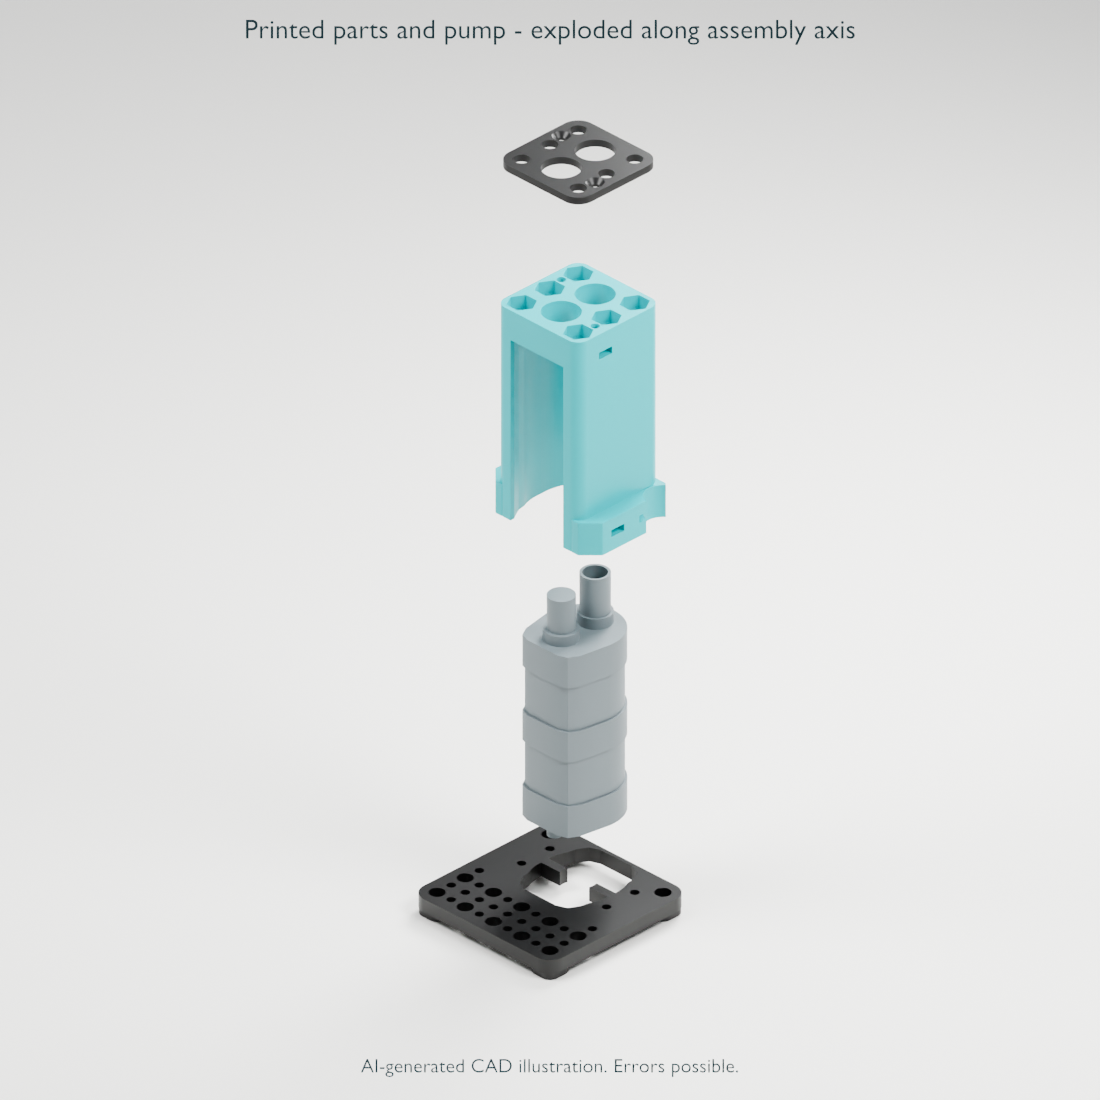 Printed parts and pump - exploded along assembly axis
AI-generated CAD illustration. Errors possible.